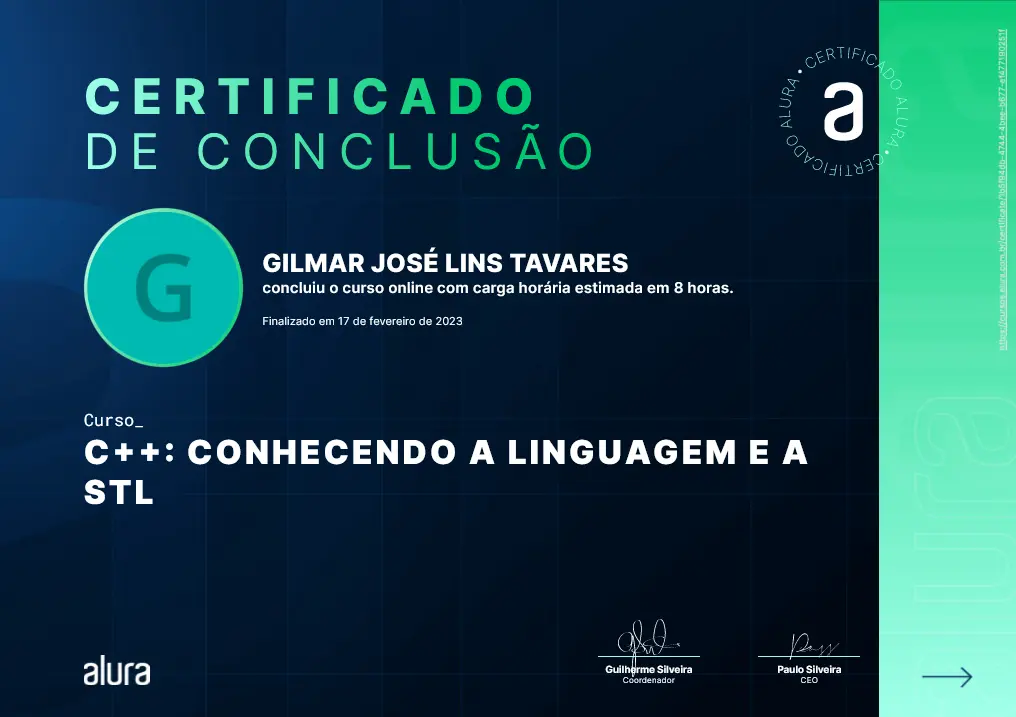 CERTIFICADO
DE CONCLUSÃO
CERTIFICADO ALURA • CERTIFICADO ALURA •
a
G
GILMAR JOSÉ LINS TAVARES
concluiu o curso online com carga horária estimada em 8 horas.
Finalizado em 17 de fevereiro de 2023
Curso_
C++: CONHECENDO A LINGUAGEM E A
STL
alura
Guilherme Silveira
Coordenador
Paulo Silveira
CEO
alura